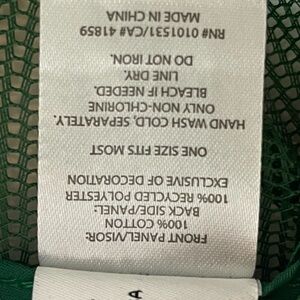 FRONT PANEL/VISOR:
100% COTTON
BACK SIDE/PANEL:
100% RECYCLED POLYESTER
EXCLUSIVE OF DECORATION
ONE SIZE FITS MOST
HAND WASH COLD, SEPARATELY.
ONLY NON-CHLORINE
BLEACH IF NEEDED.
LINE DRY.
DO NOT IRON.
RN# 0101531/CA# 41859
MADE IN CHINA